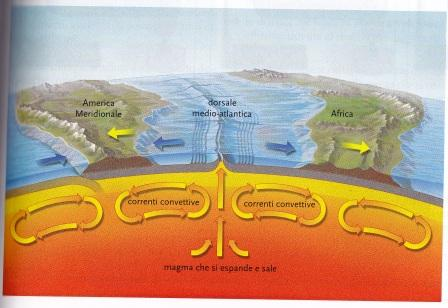 America
Meridionale
dorsale
medio-atlantica
Africa
correnti convettive
correnti convettive
magma che si espande e sale